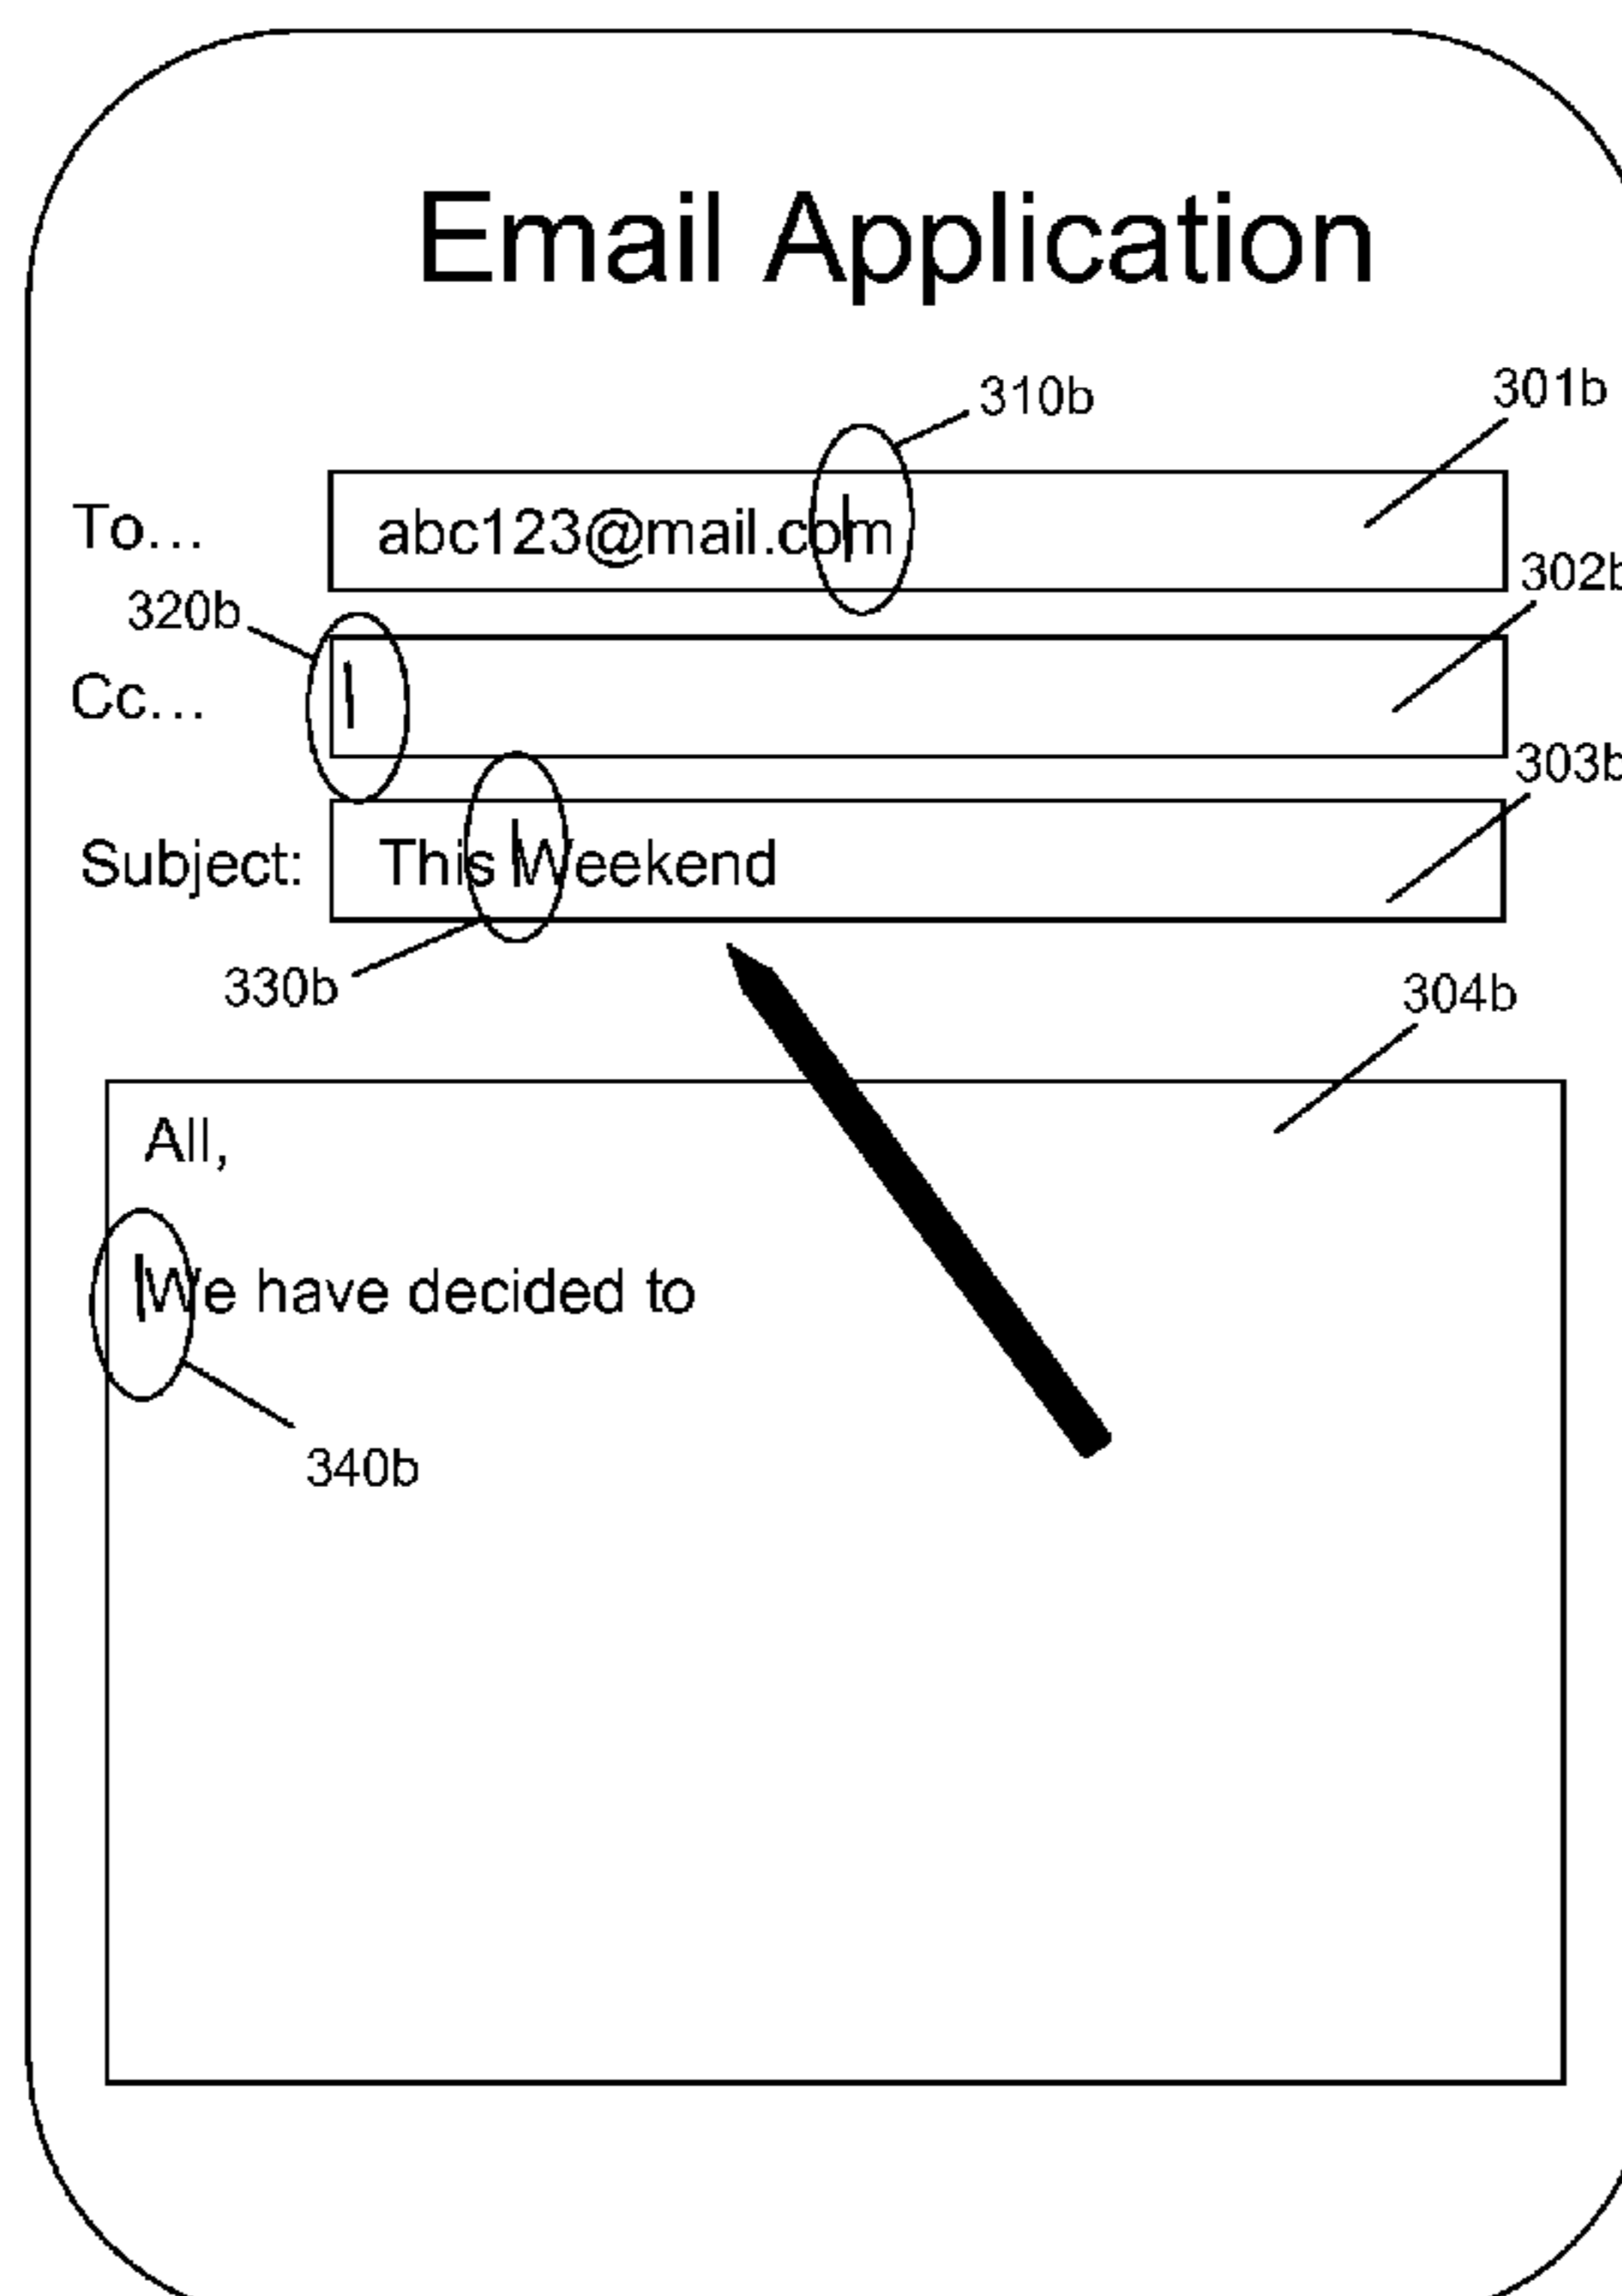 Email Application
310b
301b
To...
abc123@mail.com
302b
320b
Cc...
303b
Subject:
This Weekend
330b
304b
All,
We have decided to
340b